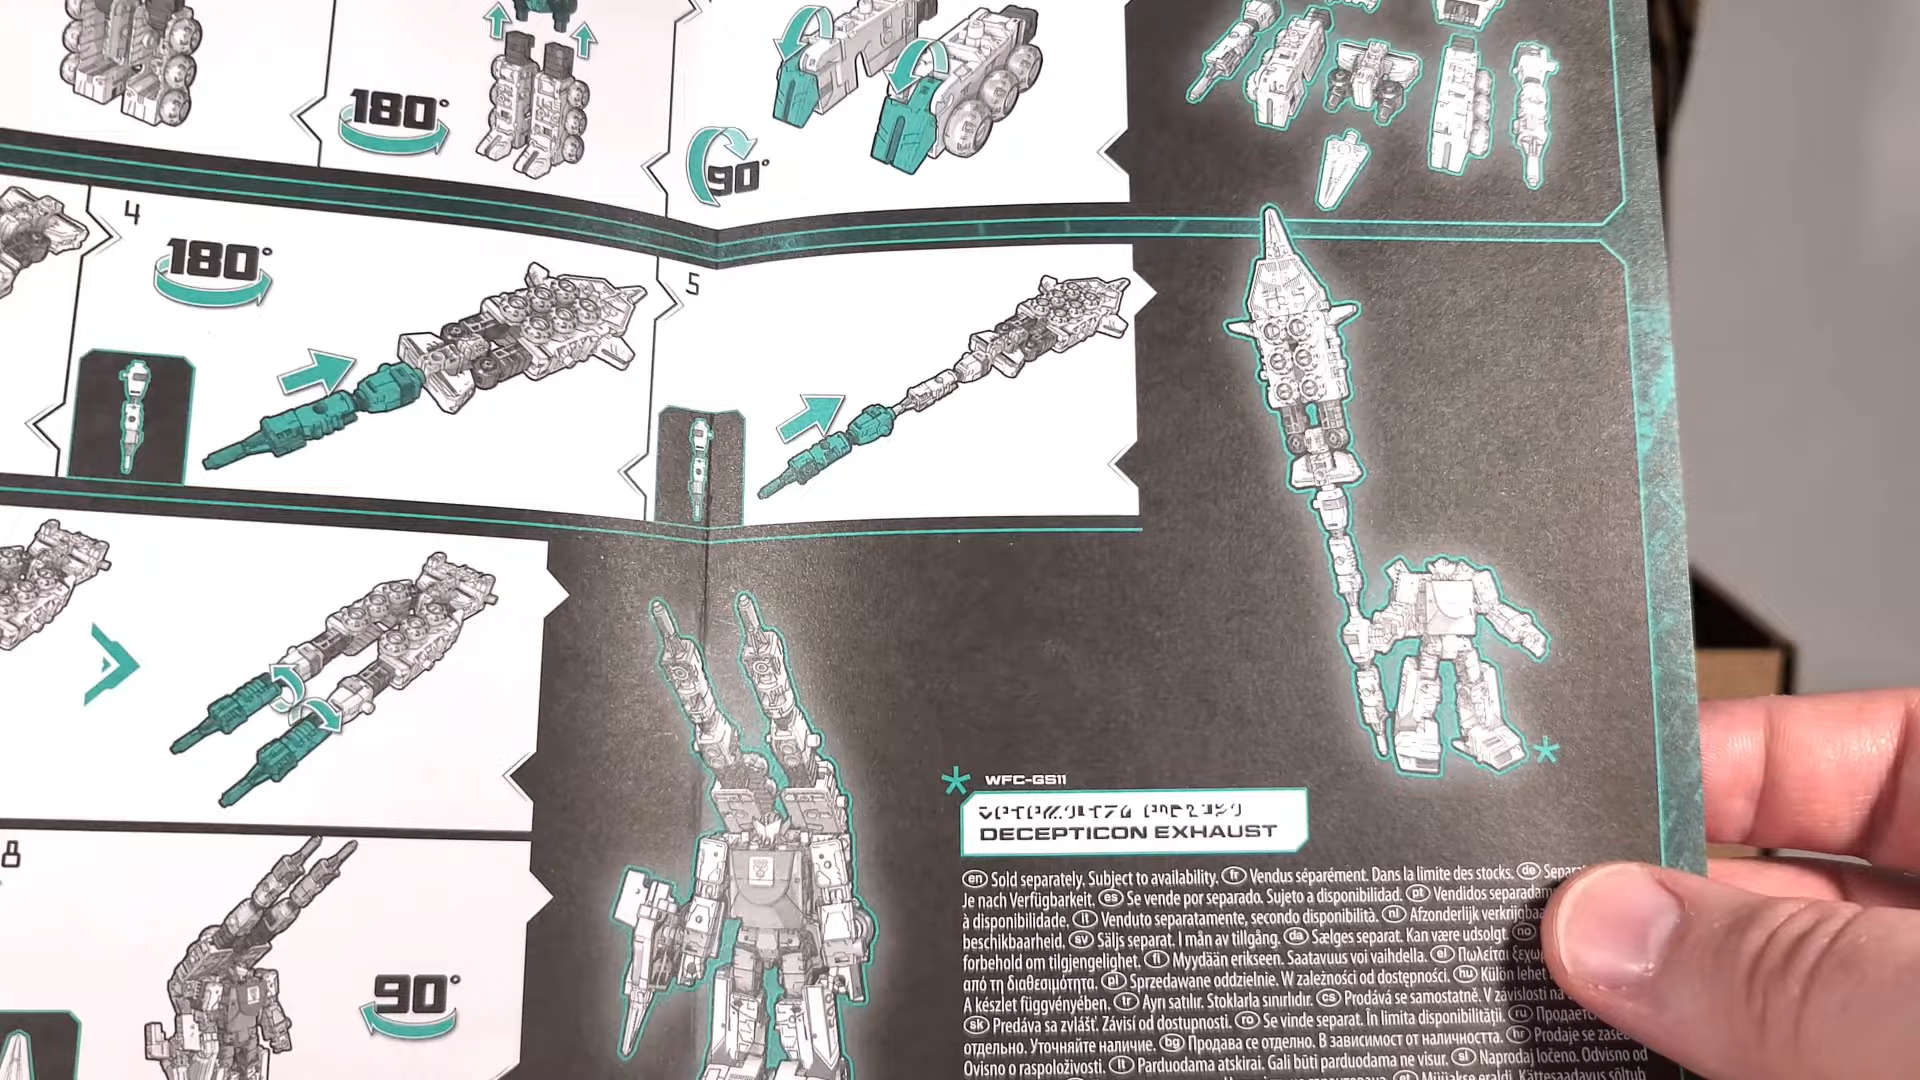 180°
90°
4
180°
5
8
90°
WFC-GS11
DECEPTICON EXHAUST
en Sold separately. Subject to availability. fr Vendus séparément. Dans la limite des stocks. de
Je nach Verfügbarkeit. es Se vende por separado. Sujeto a disponibilidad. pt Vendidos
à disponibilidade. it Venduto separatamente, secondo disponibilità. nl Afzonderlijk
beschikbaarheid. sv Säljs separat. I mån av tillgång. da Sælges separat. Kan være udsolgt. no
forbehold om tilgjengelighet. fi Myydään erikseen. Saatavuus voi vaihdella. el Πωλείται
από τη διαθεσιμότητα. pl Sprzedawane oddzielnie. W zależności od dostępności. hu Külön
A készlet függvényében. tr Ayrı satılır. Stoklarla sınırlıdır. cs Prodává se samostatně. V závislosti na
sk Predáva sa zvlášť. Závisí od dostupnosti. ro Se vinde separat. În limita disponibilității. ru
отдельно. Уточняйте наличие. bg Продава се отделно. В зависимост от наличността. hr Prodaje se
Ovisno o raspoloživosti. lt Parduodama atskirai. Gali būti parduodama ne visur. sl Naprodaj ločeno. Odvisno od